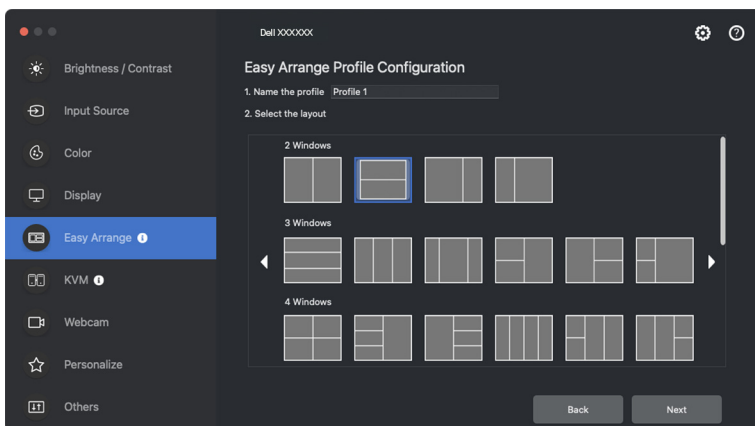 Dell XXXXXX
Brightness / Contrast
Input Source
Color
Display
Easy Arrange
KVM
Webcam
Personalize
Others
Easy Arrange Profile Configuration
1. Name the profile Profile 1
2. Select the layout
2 Windows
3 Windows
4 Windows
Back
Next